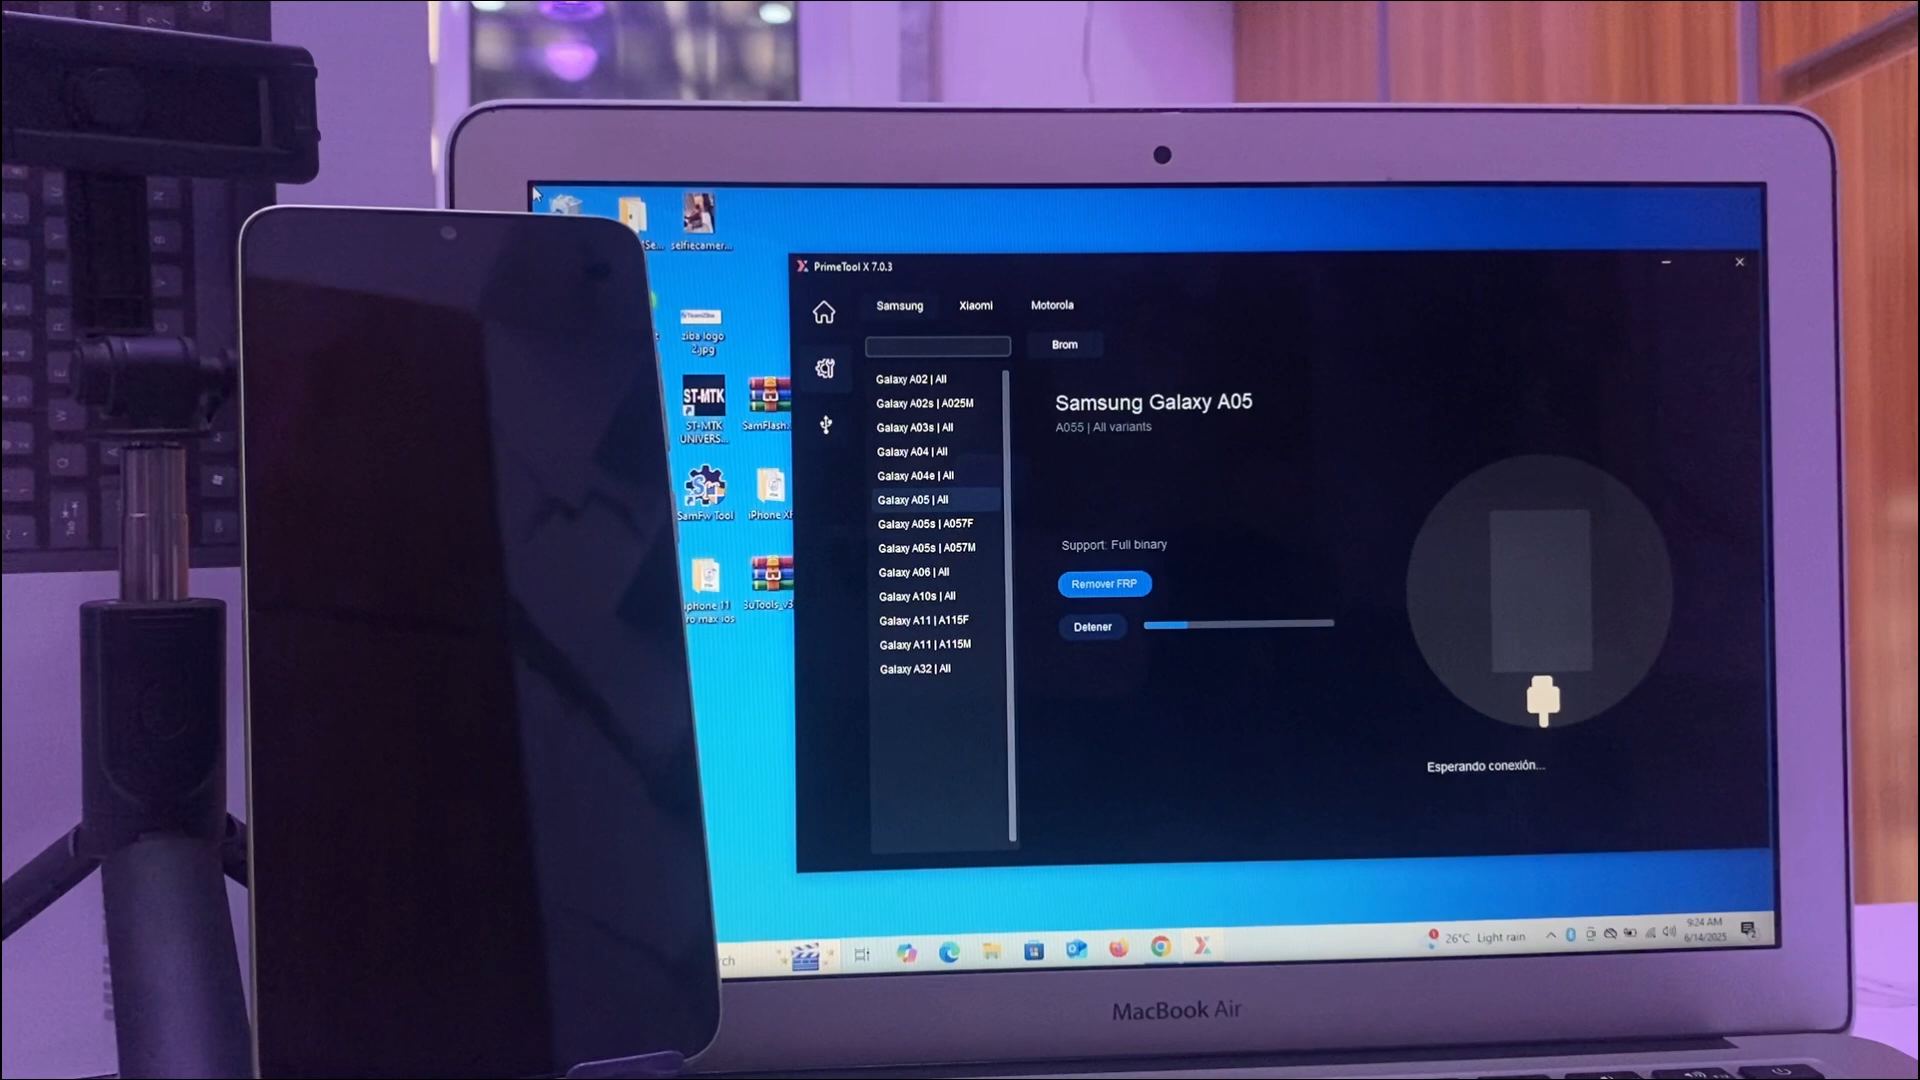 Se...
selfiecamer...
ziba logo
2.jpg
ST-MTK
ST-MTK
UNIVERS...
SamFlash.
SamFw Tool
iPhone XR
iphone 11
ro max ios
3uTools_v3
PrimeTool X 7.0.3
Samsung
Xiaomi
Motorola
Brom
Galaxy A02 | All
Galaxy A02s | A025M
Galaxy A03s | All
Galaxy A04 | All
Galaxy A04e | All
Galaxy A05 | All
Galaxy A05s | A057F
Galaxy A05s | A057M
Galaxy A06 | All
Galaxy A10s | All
Galaxy A11 | A115F
Galaxy A11 | A115M
Galaxy A32 | All
Samsung Galaxy A05
A055 | All variants
Support: Full binary
Remover FRP
Detener
Esperando conexión...
rch
26°C Light rain
9:24 AM
6/14/2025
MacBook Air